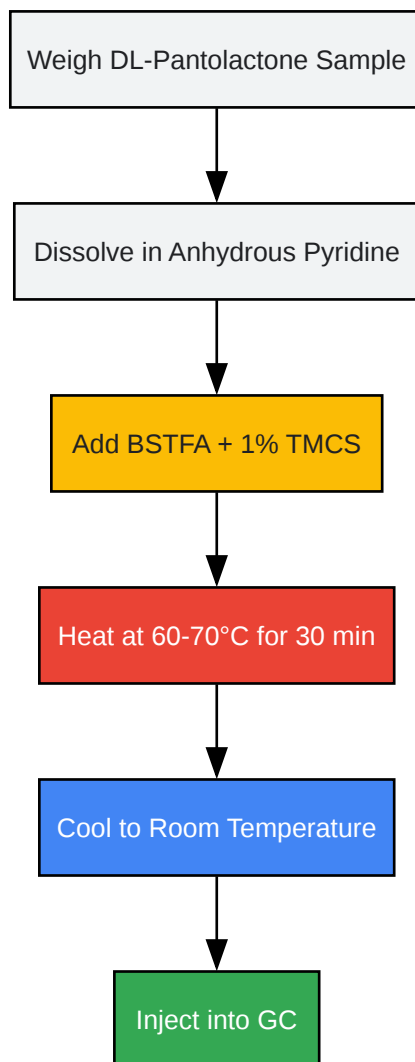 Weigh DL-Pantolactone Sample
Dissolve in Anhydrous Pyridine
Add BSTFA + 1% TMCS
Heat at 60-70°C for 30 min
Cool to Room Temperature
Inject into GC